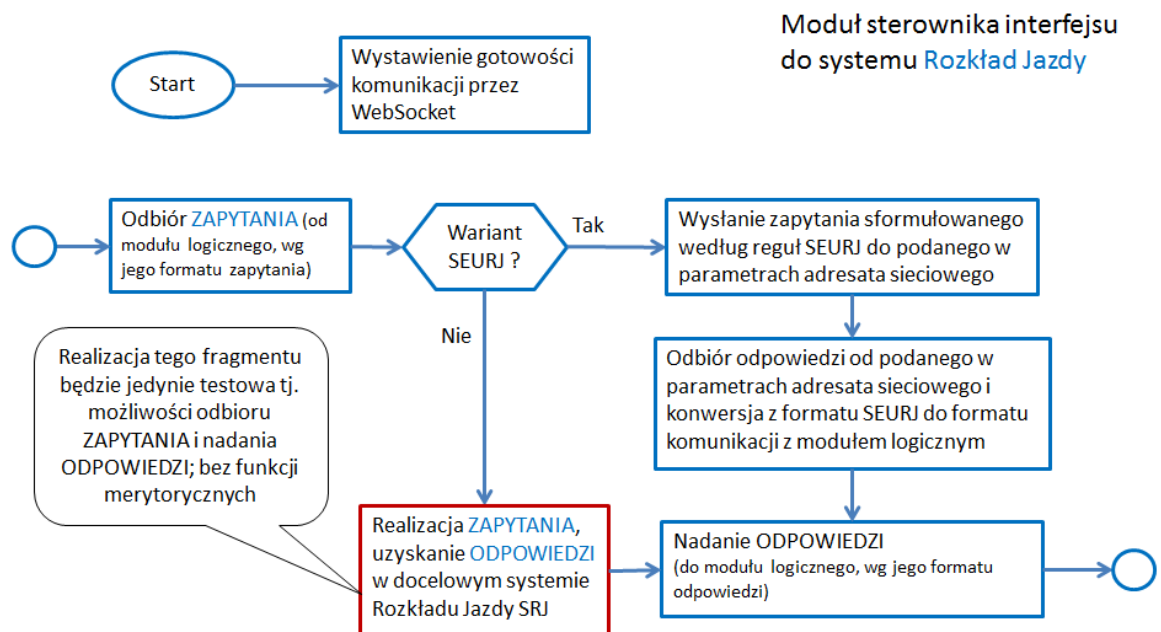 Moduł sterownika interfejsu
do systemu Rozkład Jazdy
Start
Wystawienie gotowości
komunikacji przez
WebSocket
Odbiór ZAPYTANIA (od
modułu logicznego, wg
jego formatu zapytania)
Wariant
SEURJ ?
Tak
Wysłanie zapytania sformułowanego
według reguł SEURJ do podanego w
parametrach adresata sieciowego
Nie
Realizacja tego fragmentu
będzie jedynie testowa tj.
możliwości odbioru
ZAPYTANIA i nadania
ODPOWIEDZI; bez funkcji
merytorycznych
Odbiór odpowiedzi od podanego w
parametrach adresata sieciowego i
konwersja z formatu SEURJ do formatu
komunikacji z modułem logicznym
Realizacja ZAPYTANIA,
uzyskanie ODPOWIEDZI
w docelowym systemie
Rozkładu Jazdy SRJ
Nadanie ODPOWIEDZI
(do modułu logicznego, wg jego formatu
odpowiedzi)